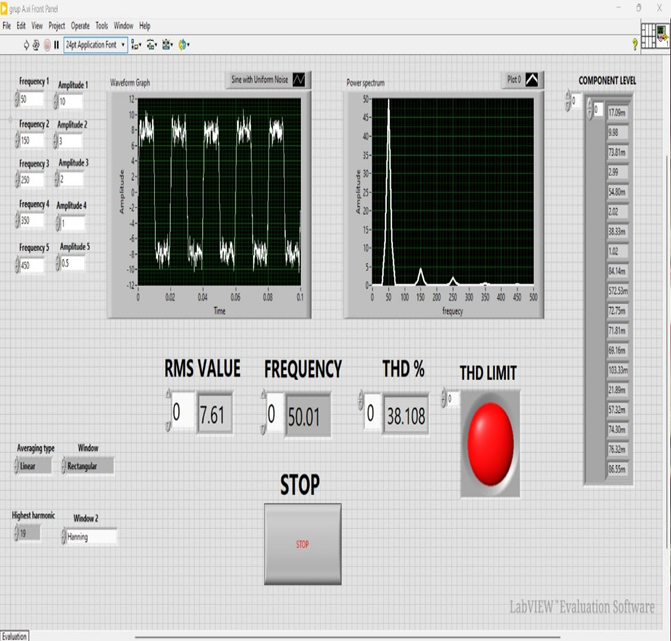 grup A.vi Front Panel
File Edit View Project Operate Tools Window Help
24pt Application Font
Frequency 1 Amplitude 1
50 10
Frequency 2 Amplitude 2
150 3
Frequency 3 Amplitude 3
250 2
Frequency 4 Amplitude 4
350 1
Frequency 5 Amplitude 5
450 0.5
Waveform Graph Sine with Uniform Noise
Amplitude
12
10
8
6
4
2
0
-2
-4
-6
-8
-10
-12
0 0.02 0.04 0.06 0.08 0.1
Time
Power spectrum Plot 0
Amplitude
50
45
40
35
30
25
20
15
10
5
0
0 50 100 150 200 250 300 350 400 450 500
frequecy
COMPONENT LEVEL
0 0
17.09m
9.98
73.81m
2.99
54.80m
2.02
38.33m
1.02
84.14m
572.53m
72.75m
71.81m
69.16m
103.33m
21.89m
57.32m
74.30m
76.32m
86.55m
RMS VALUE FREQUENCY THD % THD LIMIT
0 7.61 0 50.01 0 38.108 0
Averaging type Window
Linear Rectangular
STOP
STOP
Highest harmonic Window 2
19 Hanning
LabVIEW™Evaluation Software
Evaluation